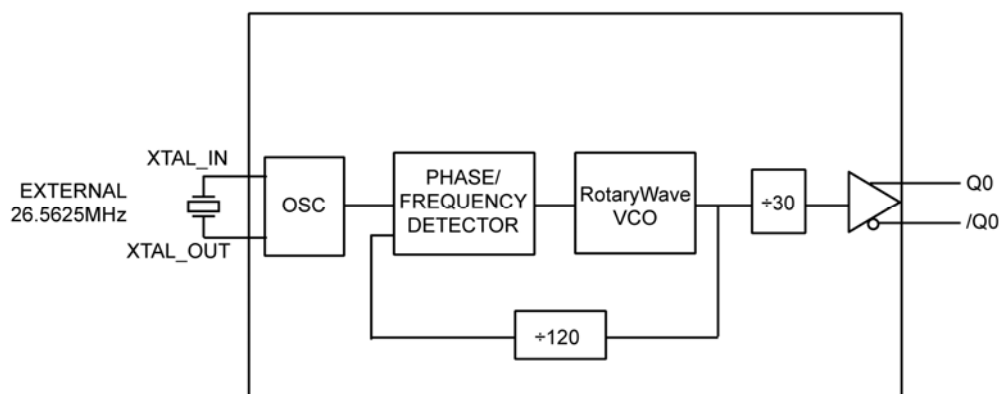 XTAL_IN
EXTERNAL
26.5625MHz
XTAL_OUT
OSC
PHASE/
FREQUENCY
DETECTOR
RotaryWave
VCO
÷30
Q0
/Q0
÷120